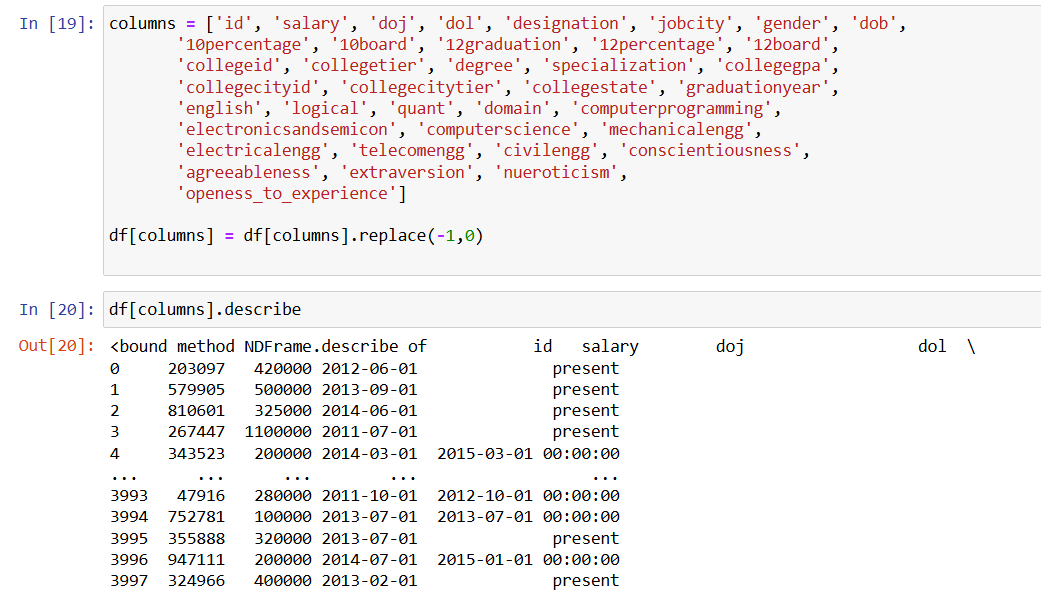 In [19]: columns = ['id', 'salary', 'doj', 'dol', 'designation', 'jobcity', 'gender', 'dob',
'10percentage', '10board', '12graduation', '12percentage', '12board',
'collegeid', 'collegetier', 'degree', 'specialization', 'collegegpa',
'collegecityid', 'collegecitytier', 'collegestate', 'graduationyear',
'english', 'logical', 'quant', 'domain', 'computerprogramming',
'electronicsandsemicon', 'computerscience', 'mechanicalengg',
'electricalengg', 'telecomengg', 'civilengg', 'conscientiousness',
'agreeableness', 'extraversion', 'nueroticism',
'openess_to_experience']
df[columns] = df[columns].replace(-1,0)
In [20]: df[columns].describe
Out[20]: <bound method NDFrame.describe of id salary doj dol \
0 203097 420000 2012-06-01 present
1 579905 500000 2013-09-01 present
2 810601 325000 2014-06-01 present
3 267447 1100000 2011-07-01 present
4 343523 200000 2014-03-01 2015-03-01 00:00:00
... ... ... ... ...
3993 47916 280000 2011-10-01 2012-10-01 00:00:00
3994 752781 100000 2013-07-01 2013-07-01 00:00:00
3995 355888 320000 2013-07-01 present
3996 947111 200000 2014-07-01 2015-01-01 00:00:00
3997 324966 400000 2013-02-01 present